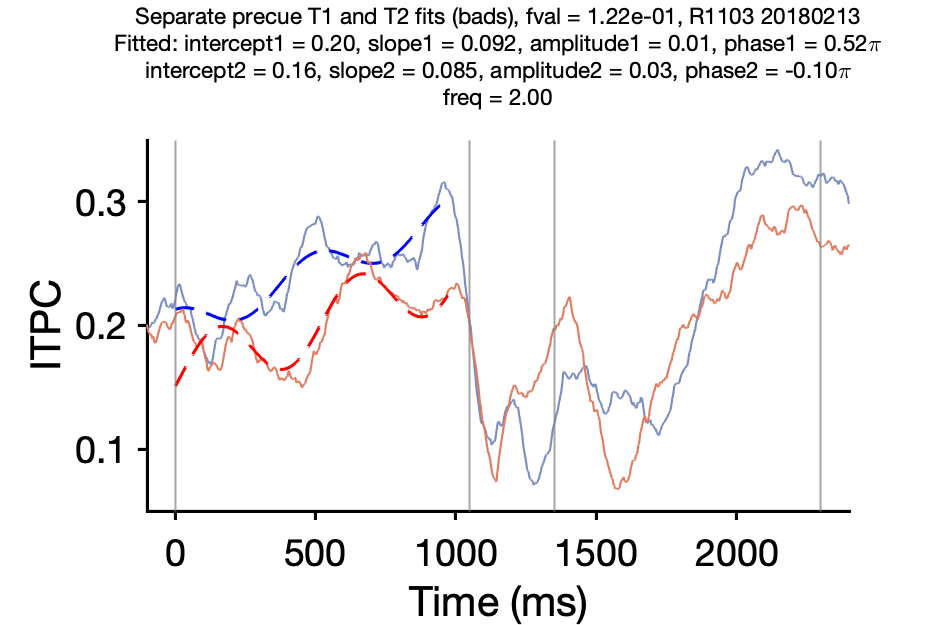 Separate precue T1 and T2 fits (bads), fval = 1.22e-01, R1103 20180213
Fitted: intercept1 = 0.20, slope1 = 0.092, amplitude1 = 0.01, phase1 = 0.52π
intercept2 = 0.16, slope2 = 0.085, amplitude2 = 0.03, phase2 = -0.10π
freq = 2.00
0.3
0.2
0.1
ITPC
0 500 1000 1500 2000
Time (ms)